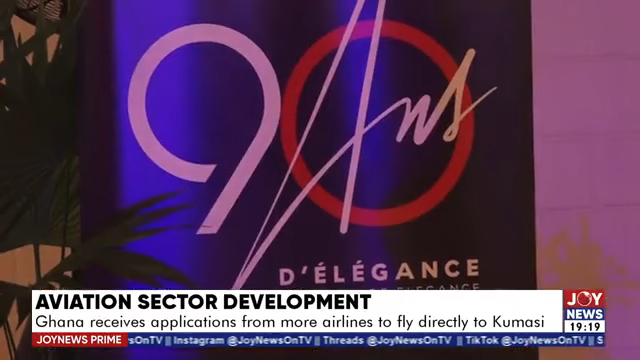 90 Ans
D'ÉLÉGANCE
AVIATION SECTOR DEVELOPMENT
Ghana receives applications from more airlines to fly directly to Kumasi
JOY
NEWS
19:19
JOYNEWS PRIME
sOnTV || Instagram @JoyNewsOnTV || Threads @JoyNewsOnTV || TikTok @JoyNewsOnTV || S